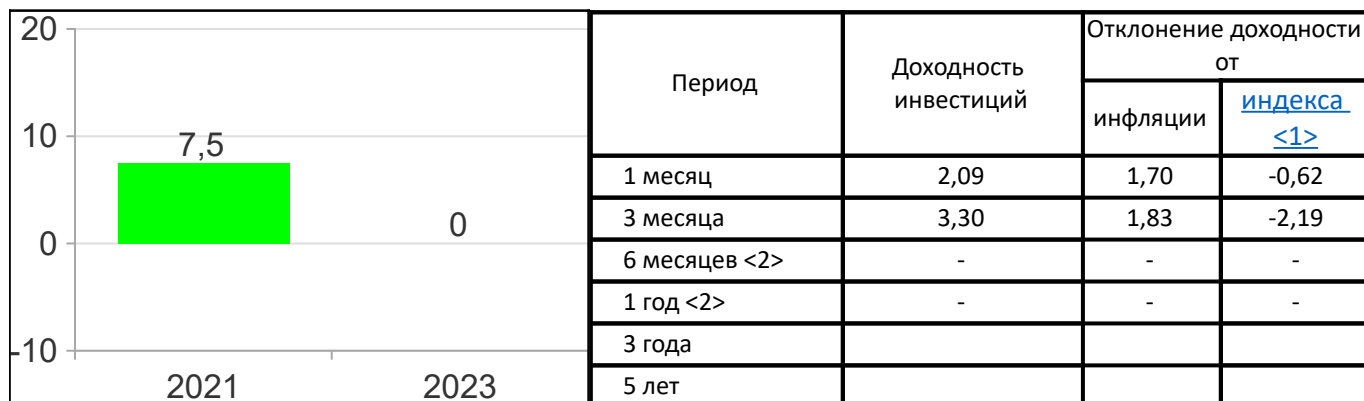 20
10
0
-10
7,5
0
2021
2023
Период
Доходность
инвестиций
Отклонение доходности
от
инфляции
индекса
<1>
1 месяц 2,09 1,70 -0,62
3 месяца 3,30 1,83 -2,19
6 месяцев <2> - - -
1 год <2> - - -
3 года
5 лет